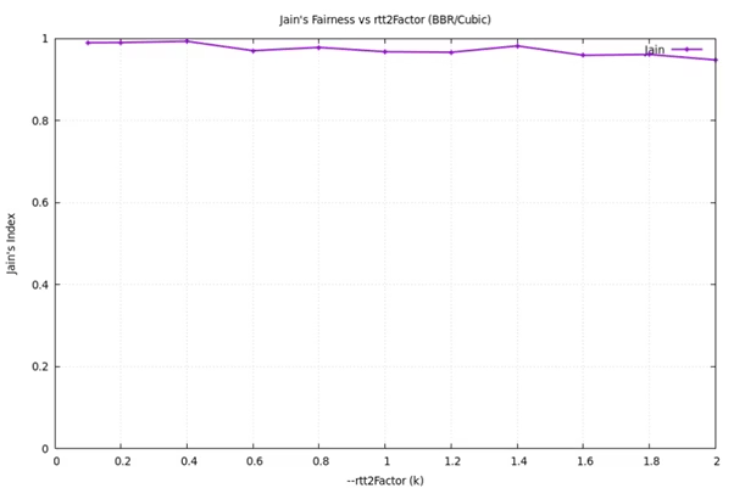 Jain's Fairness vs rtt2Factor (BBR/Cubic)
Jain
Jain's Index
1
0.8
0.6
0.4
0.2
0
0 0.2 0.4 0.6 0.8 1 1.2 1.4 1.6 1.8 2
--rtt2Factor (k)